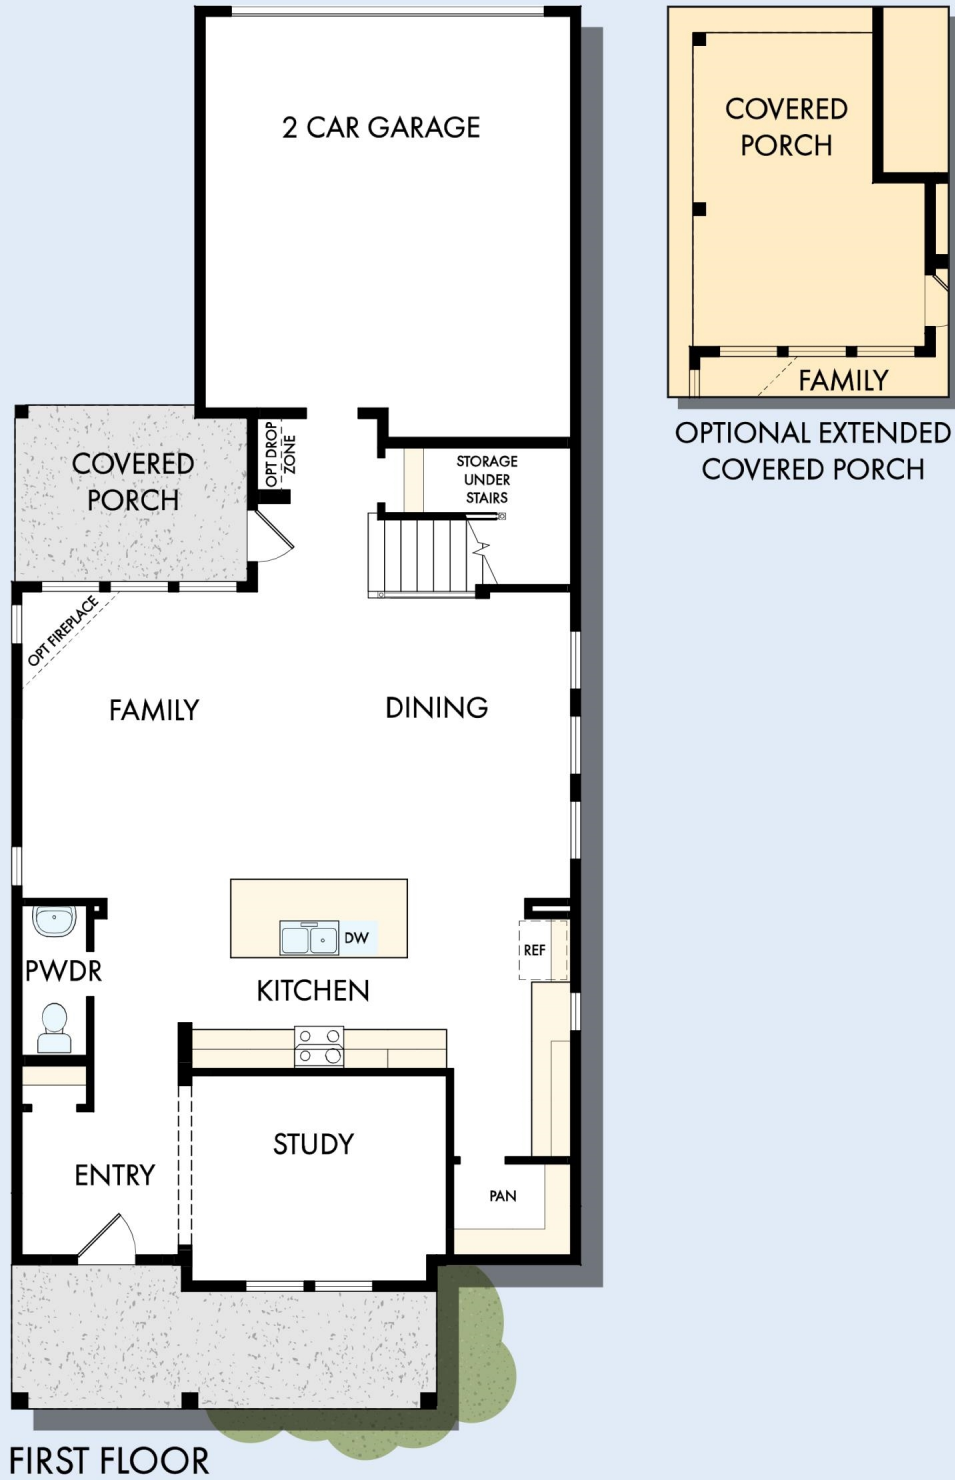 2 CAR GARAGE
COVERED
PORCH
FAMILY
OPTIONAL EXTENDED
COVERED PORCH
COVERED
PORCH
OPT DROP
ZONE
STORAGE
UNDER
STAIRS
OPT FIREPLACE
FAMILY
DINING
DW
REF
PWDR
KITCHEN
STUDY
ENTRY
PAN
FIRST FLOOR